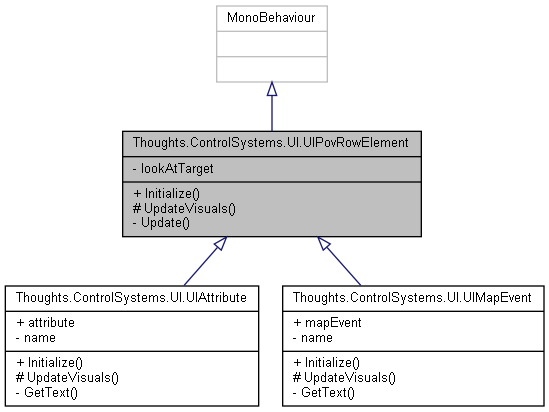 MonoBehaviour
Thoughts.ControlSystems.UI.UIPovRowElement
- lookAtTarget
+ Initialize()
# UpdateVisuals()
- Update()
Thoughts.ControlSystems.UI.UIAttribute
+ attribute
- name
+ Initialize()
# UpdateVisuals()
- GetText()
Thoughts.ControlSystems.UI.UIMapEvent
+ mapEvent
- name
+ Initialize()
# UpdateVisuals()
- GetText()